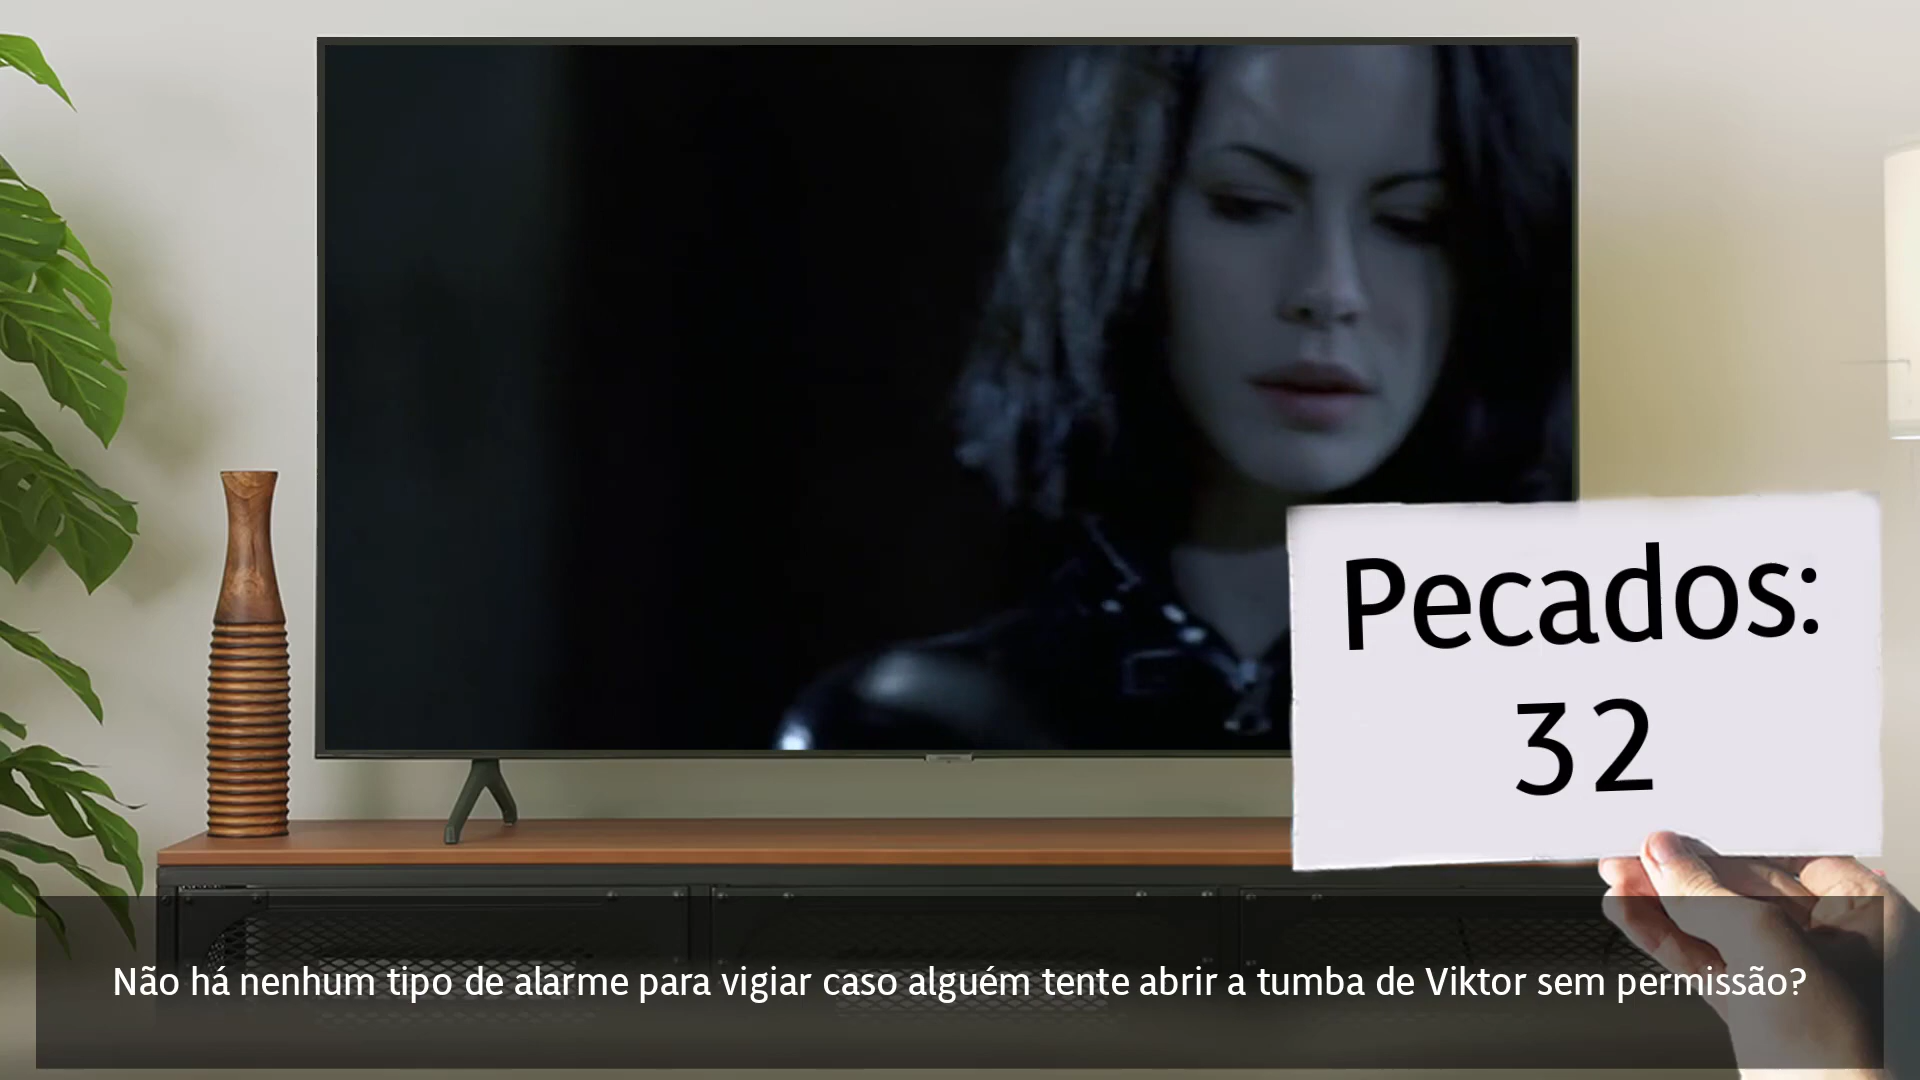 Pecados:
32
Não há nenhum tipo de alarme para vigiar caso alguém tente abrir a tumba de Viktor sem permissão?